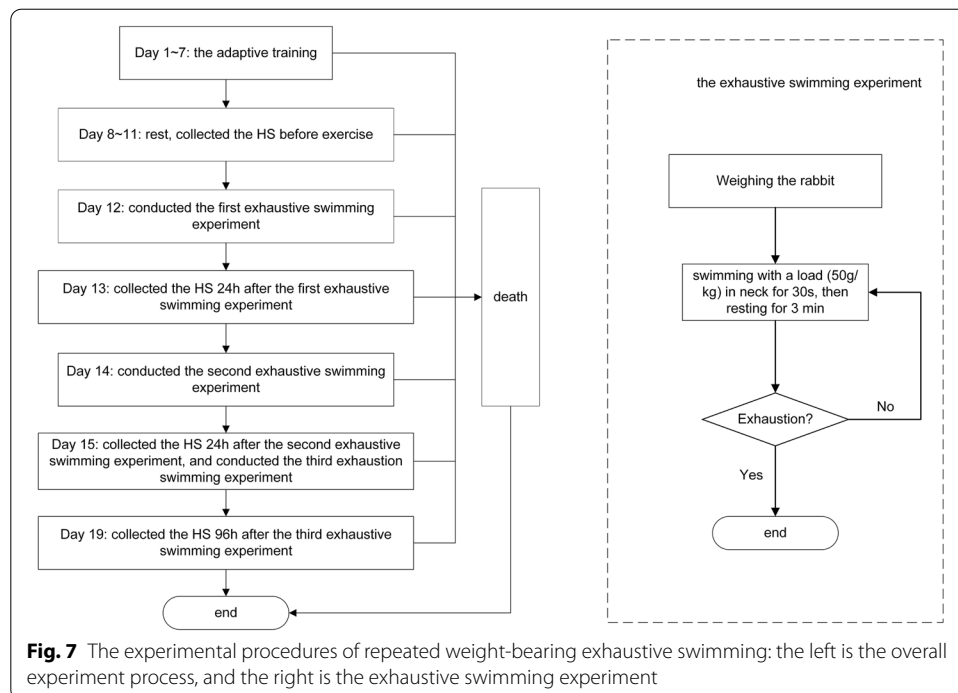 Day 1~7: the adaptive training
Day 8~11: rest, collected the HS before exercise
Day 12: conducted the first exhaustive swimming
experiment
Day 13: collected the HS 24h after the first exhaustive
swimming experiment
Day 14: conducted the second exhaustive swimming
experiment
Day 15: collected the HS 24h after the second exhaustive
swimming experiment, and conducted the third exhaustion
swimming experiment
Day 19: collected the HS 96h after the third exhaustive
swimming experiment
end
death
the exhaustive swimming experiment
Weighing the rabbit
swimming with a load (50g/
kg) in neck for 30s, then
resting for 3 min
Exhaustion?
No
Yes
end
Fig. 7 The experimental procedures of repeated weight-bearing exhaustive swimming: the left is the overall
experiment process, and the right is the exhaustive swimming experiment